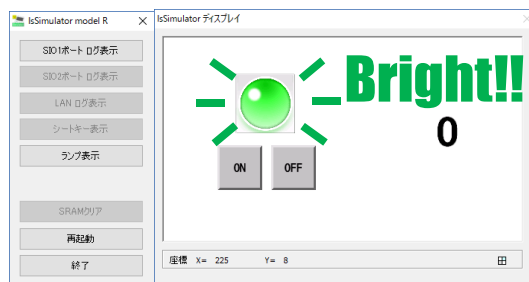 IsSimulator model R
SIO1ポート ログ表示
SIO2ポート ログ表示
LAN ログ表示
シートキー表示
ランプ表示
SRAMクリア
再起動
終了
IsSimulator ディスプレイ
Bright!!
0
ON OFF
座標 X= 225 Y= 8